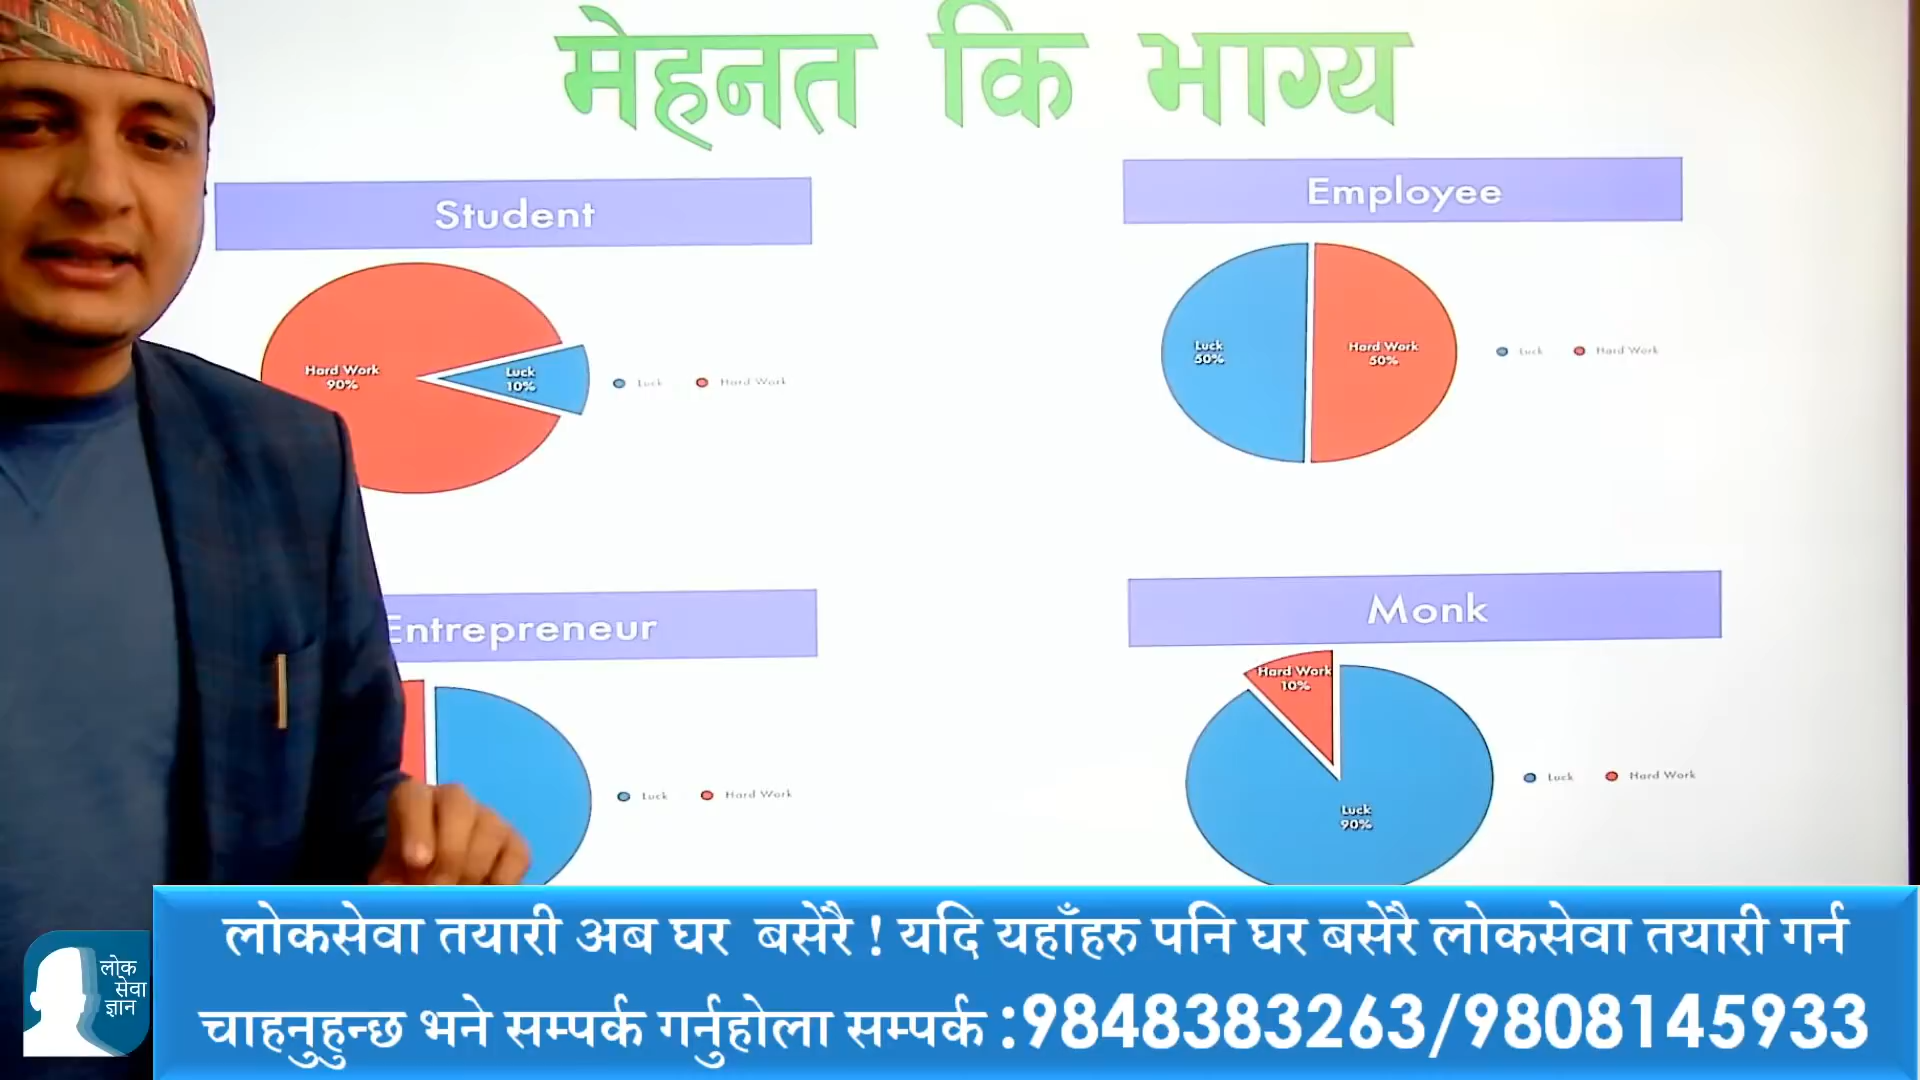 मेहनत कि भाग्य
Student
Employee
Hard Work
90%
Luck
10%
Luck
Hard Work
Luck
50%
Hard Work
50%
Luck
Hard Work
Entrepreneur
Monk
Luck
Hard Work
Hard Work
10%
Luck
90%
Luck
Hard Work
लोक
सेवा
ज्ञान
लोकसेवा तयारी अब घर बसेरै ! यदि यहाँहरु पनि घर बसेरै लोकसेवा तयारी गर्न
चाहनुहुन्छ भने सम्पर्क गर्नुहोला सम्पर्क :9848383263/9808145933